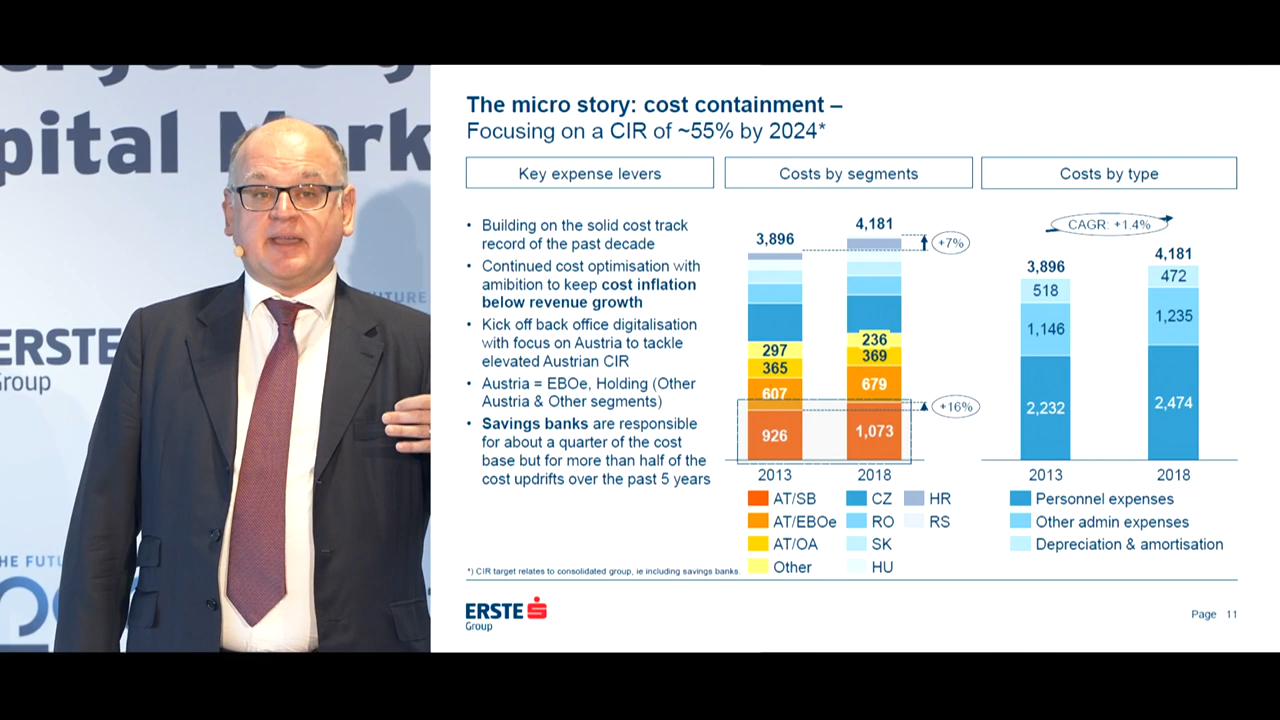 pital Mark
FUTURE
ERSTE
Group
THE FUTU
The micro story: cost containment –
Focusing on a CIR of ~55% by 2024*
Key expense levers
• Building on the solid cost track
record of the past decade
• Continued cost optimisation with
ambition to keep cost inflation
below revenue growth
• Kick off back office digitalisation
with focus on Austria to tackle
elevated Austrian CIR
• Austria = EBOe, Holding (Other
Austria & Other segments)
• Savings banks are responsible
for about a quarter of the cost
base but for more than half of the
cost updrifts over the past 5 years
*) CIR target relates to consolidated group, ie including savings banks.
Costs by segments
3,896
4,181
+7%
297
365
607
926
236
369
679
1,073
+16%
2013
2018
AT/SB
AT/EBOe
AT/OA
Other
CZ
RO
SK
HU
HR
RS
Costs by type
CAGR: +1.4%
3,896
518
1,146
2,232
4,181
472
1,235
2,474
2013
2018
Personnel expenses
Other admin expenses
Depreciation & amortisation
ERSTE
Group
Page 11